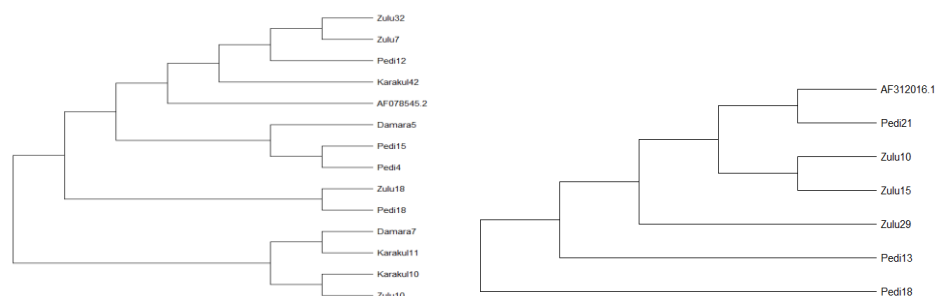 Zulu32
Zulu7
Pedi12
Karakul42
AF078545.2
Damara5
Pedi15
Pedi4
Zulu18
Pedi18
Damara7
Karakul11
Karakul10
Zulu10
AF312016.1
Pedi21
Zulu10
Zulu15
Zulu29
Pedi13
Pedi18